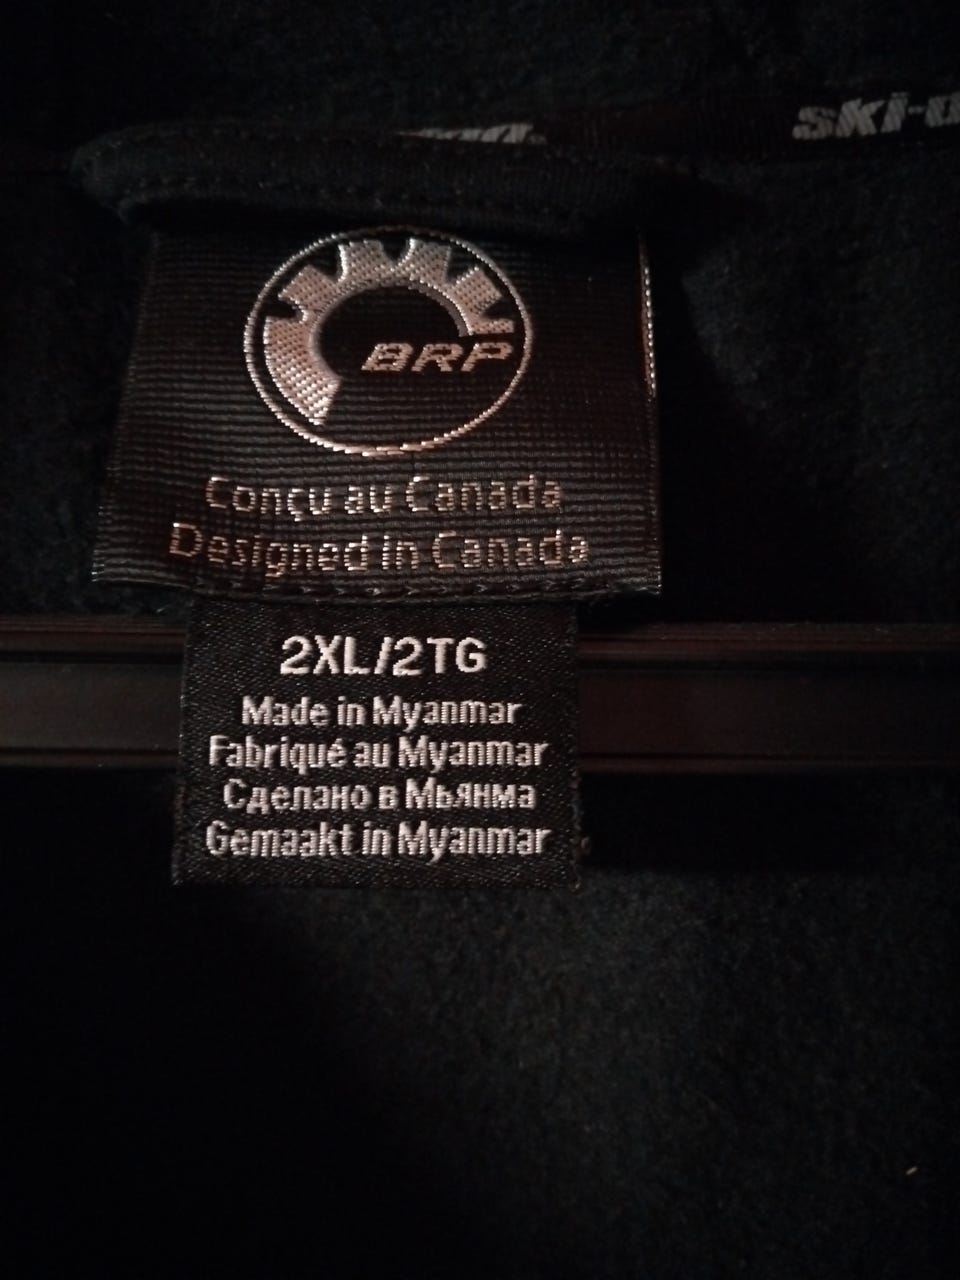 BRP
Conçu au Canada
Designed in Canada
2XL/2TG
Made in Myanmar
Fabriqué au Myanmar
Сделано в Мьянма
Gemaakt in Myanmar